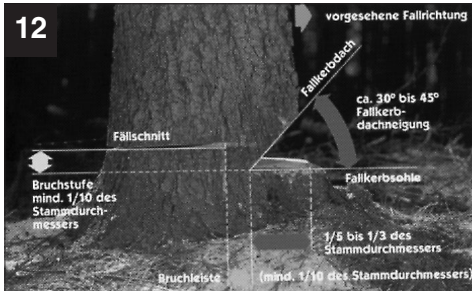 12
vorgesehene Fallrichtung
Fallkerbdach
ca. 30° bis 45°
Fallkerb-
dachneigung
Fällschnitt
Bruchstufe
mind. 1/10 des
Stammdurch-
messers
Fallkerbsohle
1/5 bis 1/3 des
Stammdurchmessers
Bruchleiste
(mind. 1/10 des Stammdurchmessers)